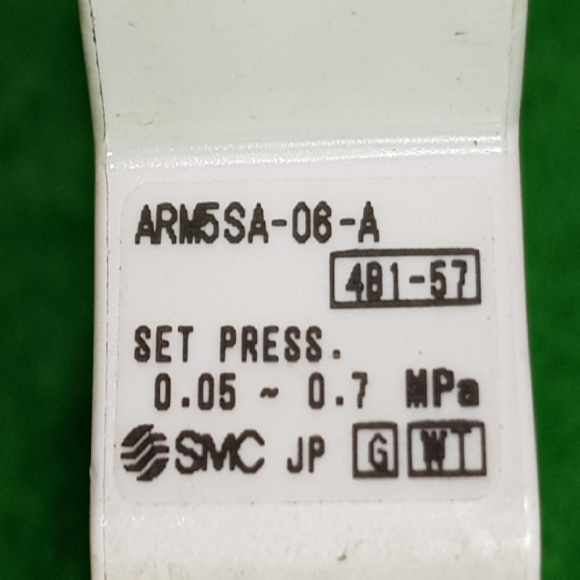 ARM5SA-06-A
4B1-57
SET PRESS.
0.05 ~ 0.7 MPa
SMC JP G WT